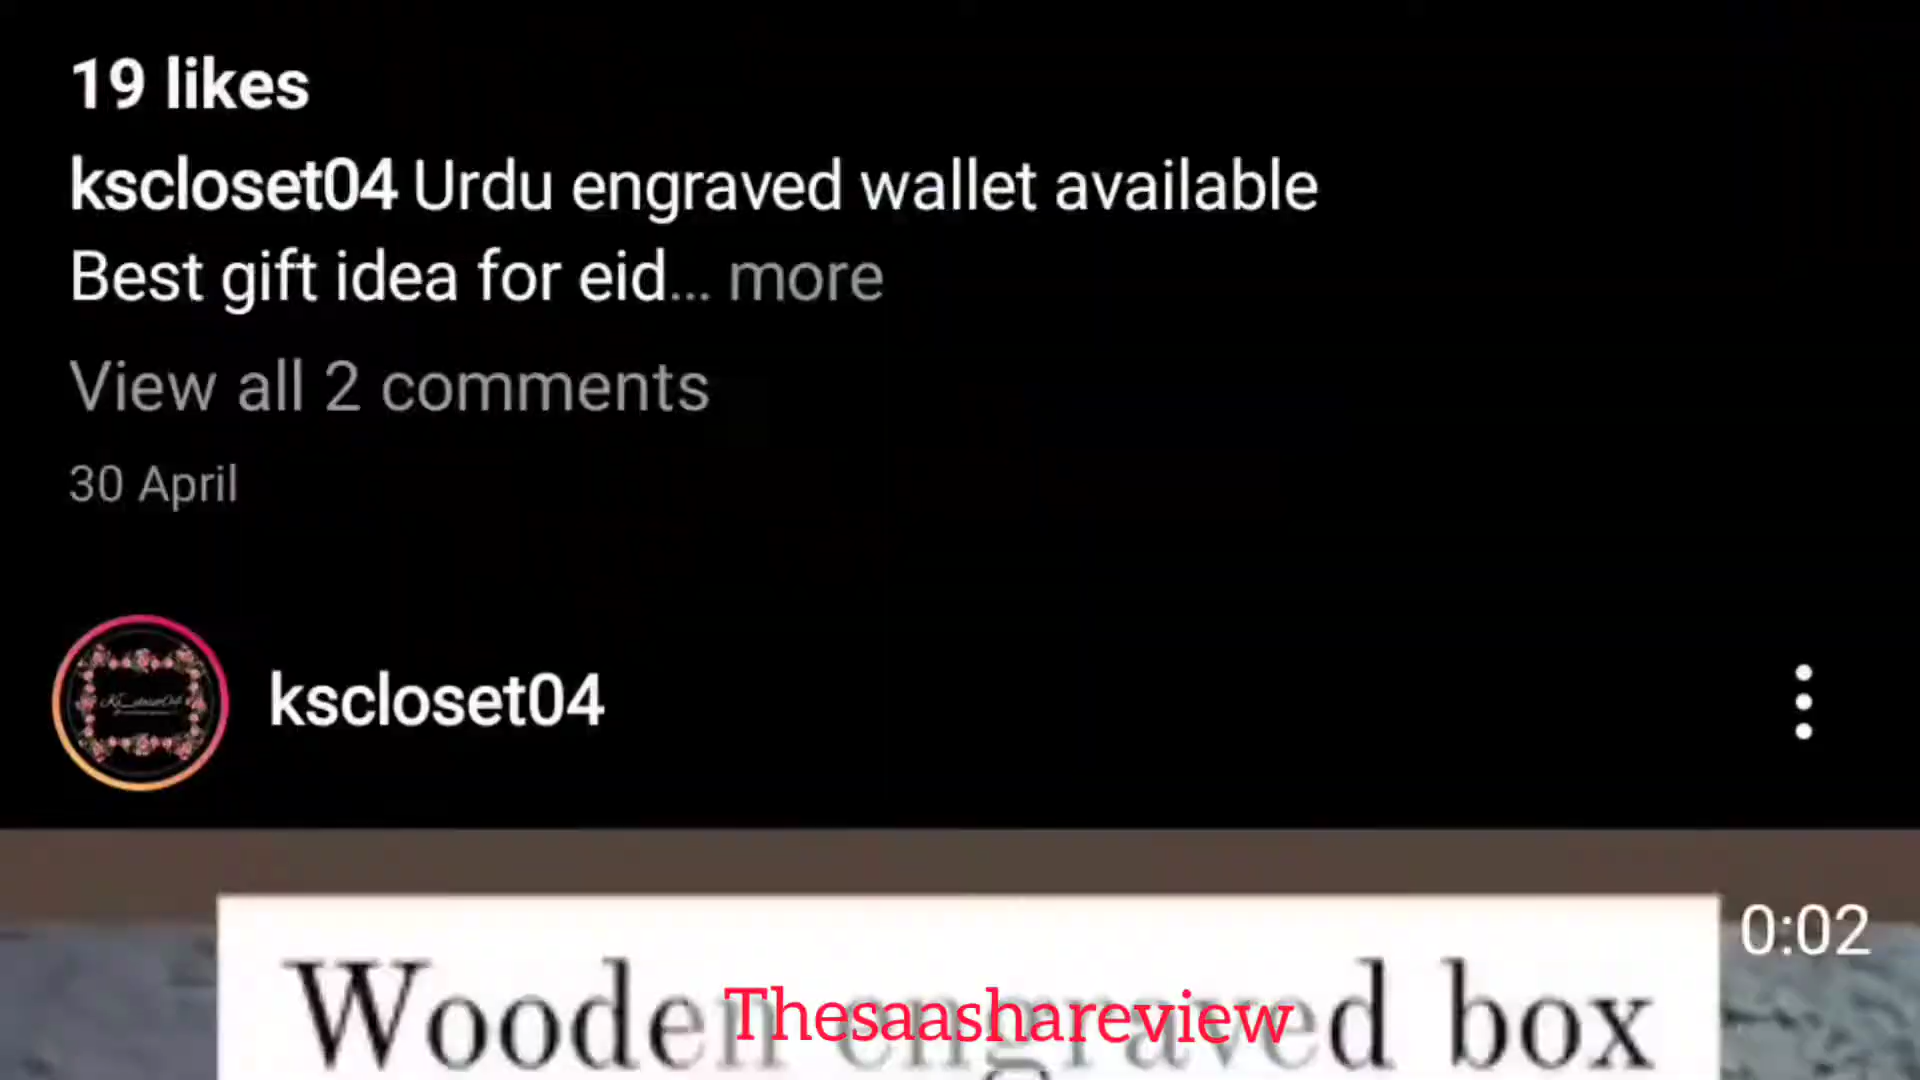 19 likes
kscloset04 Urdu engraved wallet available
Best gift idea for eid... more
View all 2 comments
30 April
kscloset04
0:02
Wooden engraved box
Thesaashareview